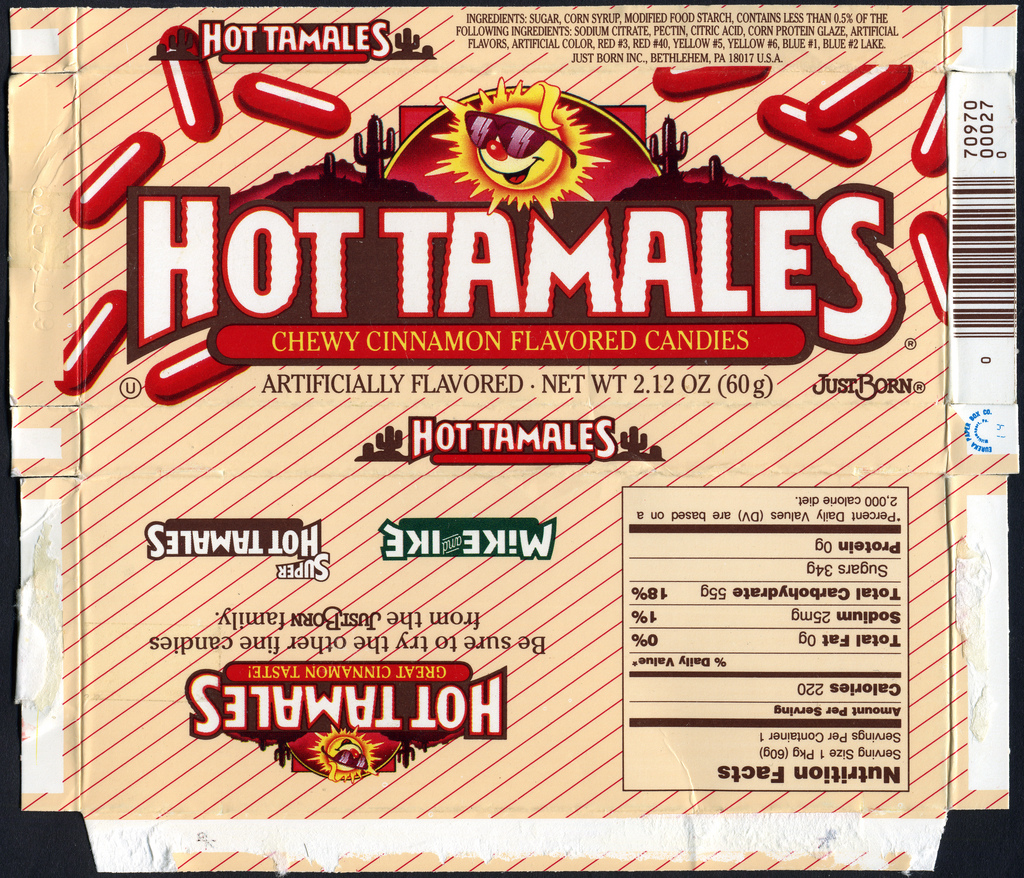 HOT TAMALES
INGREDIENTS: SUGAR, CORN SYRUP, MODIFIED FOOD STARCH, CONTAINS LESS THAN 0.5% OF THE
FOLLOWING INGREDIENTS: SODIUM CITRATE, PECTIN, CITRIC ACID, CORN PROTEIN GLAZE, ARTIFICIAL
FLAVORS, ARTIFICIAL COLOR, RED #3, RED #40, YELLOW #5, YELLOW #6, BLUE #1, BLUE #2 LAKE.
JUST BORN INC., BETHLEHEM, PA 18017 U.S.A.
HOT TAMALES
®
CHEWY CINNAMON FLAVORED CANDIES
U
ARTIFICIALLY FLAVORED · NET WT 2.12 OZ (60 g)
JUST BORN®
70970
00027
0
0
EUREKA PAPER BOX CO.
HOT TAMALES
HOT TAMALES
GREAT CINNAMON TASTE!
Be sure to try the other fine candies
from the JUST BORN family.
MIKE and IKE
SUPER
HOT TAMALES
Nutrition Facts
Serving Size 1 Pkg (60g)
Servings Per Container 1
Amount Per Serving
Calories 220
% Daily Value*
Total Fat 0g 0%
Sodium 25mg 1%
Total Carbohydrate 55g 18%
Sugars 34g
Protein 0g
*Percent Daily Values (DV) are based on a
2,000 calorie diet.